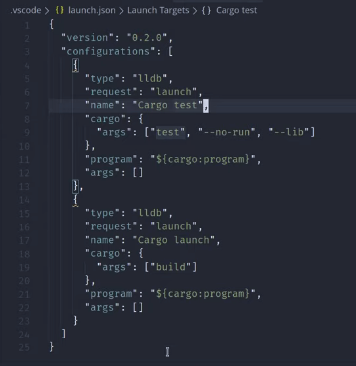 .vscode > {} launch.json > Launch Targets > {} Cargo test
1 {
2 "version": "0.2.0",
3 "configurations": [
4 {
5 "type": "lldb",
6 "request": "launch",
7 "name": "Cargo test",
8 "cargo": {
9 "args": ["test", "--no-run", "--lib"]
10 },
11 "program": "${cargo:program}",
12 "args": []
13 },
14 {
15 "type": "lldb",
16 "request": "launch",
17 "name": "Cargo launch",
18 "cargo": {
19 "args": ["build"]
20 },
21 "program": "${cargo:program}",
22 "args": []
23 }
24 ]
25 }